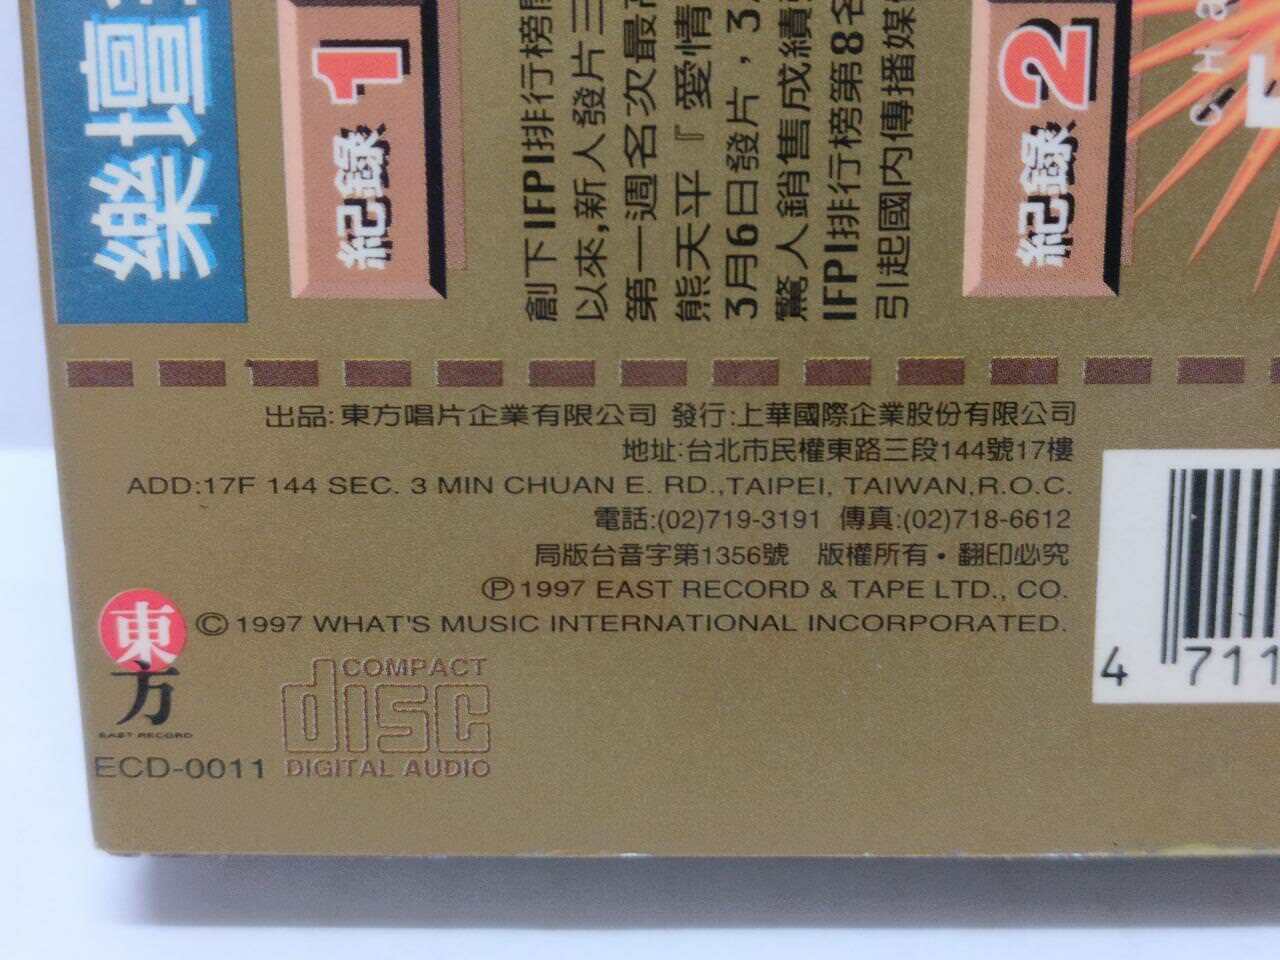 樂壇
紀錄1
創下IFPI排行榜開
以來,新人發片三
第一週名次最高
熊天平『愛情
3月6日發片,3
驚人銷售成績
IFPI排行榜第8名
引起國內傳播媒
紀錄2
出品:東方唱片企業有限公司 發行:上華國際企業股份有限公司
地址:台北市民權東路三段144號17樓
ADD:17F 144 SEC. 3 MIN CHUAN E. RD.,TAIPEI, TAIWAN,R.O.C.
電話:(02)719-3191 傳真:(02)718-6612
局版台音字第1356號 版權所有・翻印必究
Ⓟ1997 EAST RECORD & TAPE LTD., CO.
©1997 WHAT'S MUSIC INTERNATIONAL INCORPORATED.
東方
EAST RECORD
COMPACT
disc
DIGITAL AUDIO
ECD-0011
4 711